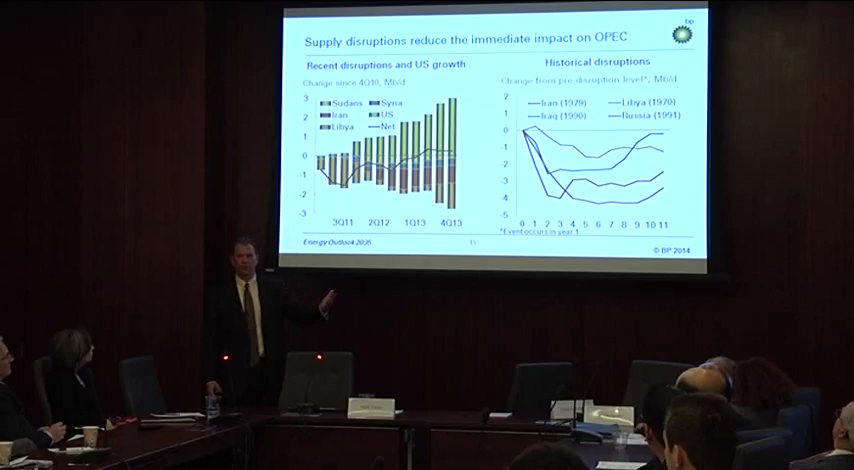 bp
Supply disruptions reduce the immediate impact on OPEC
Recent disruptions and US growth
Change since 4Q10, Mb/d
3
2
1
0
-1
-2
-3
Sudans
Syria
Iran
US
Libya
Net
3Q11 2Q12 1Q13 4Q13
Historical disruptions
Change from pre disruption level*, Mb/d
2
1
0
-1
-2
-3
-4
-5
Iran (1979)
Libya (1970)
Iraq (1990)
Russia (1991)
0 1 2 3 4 5 6 7 8 9 10 11
*Event occurs in year 1
Energy Outlook 2035
© BP 2014